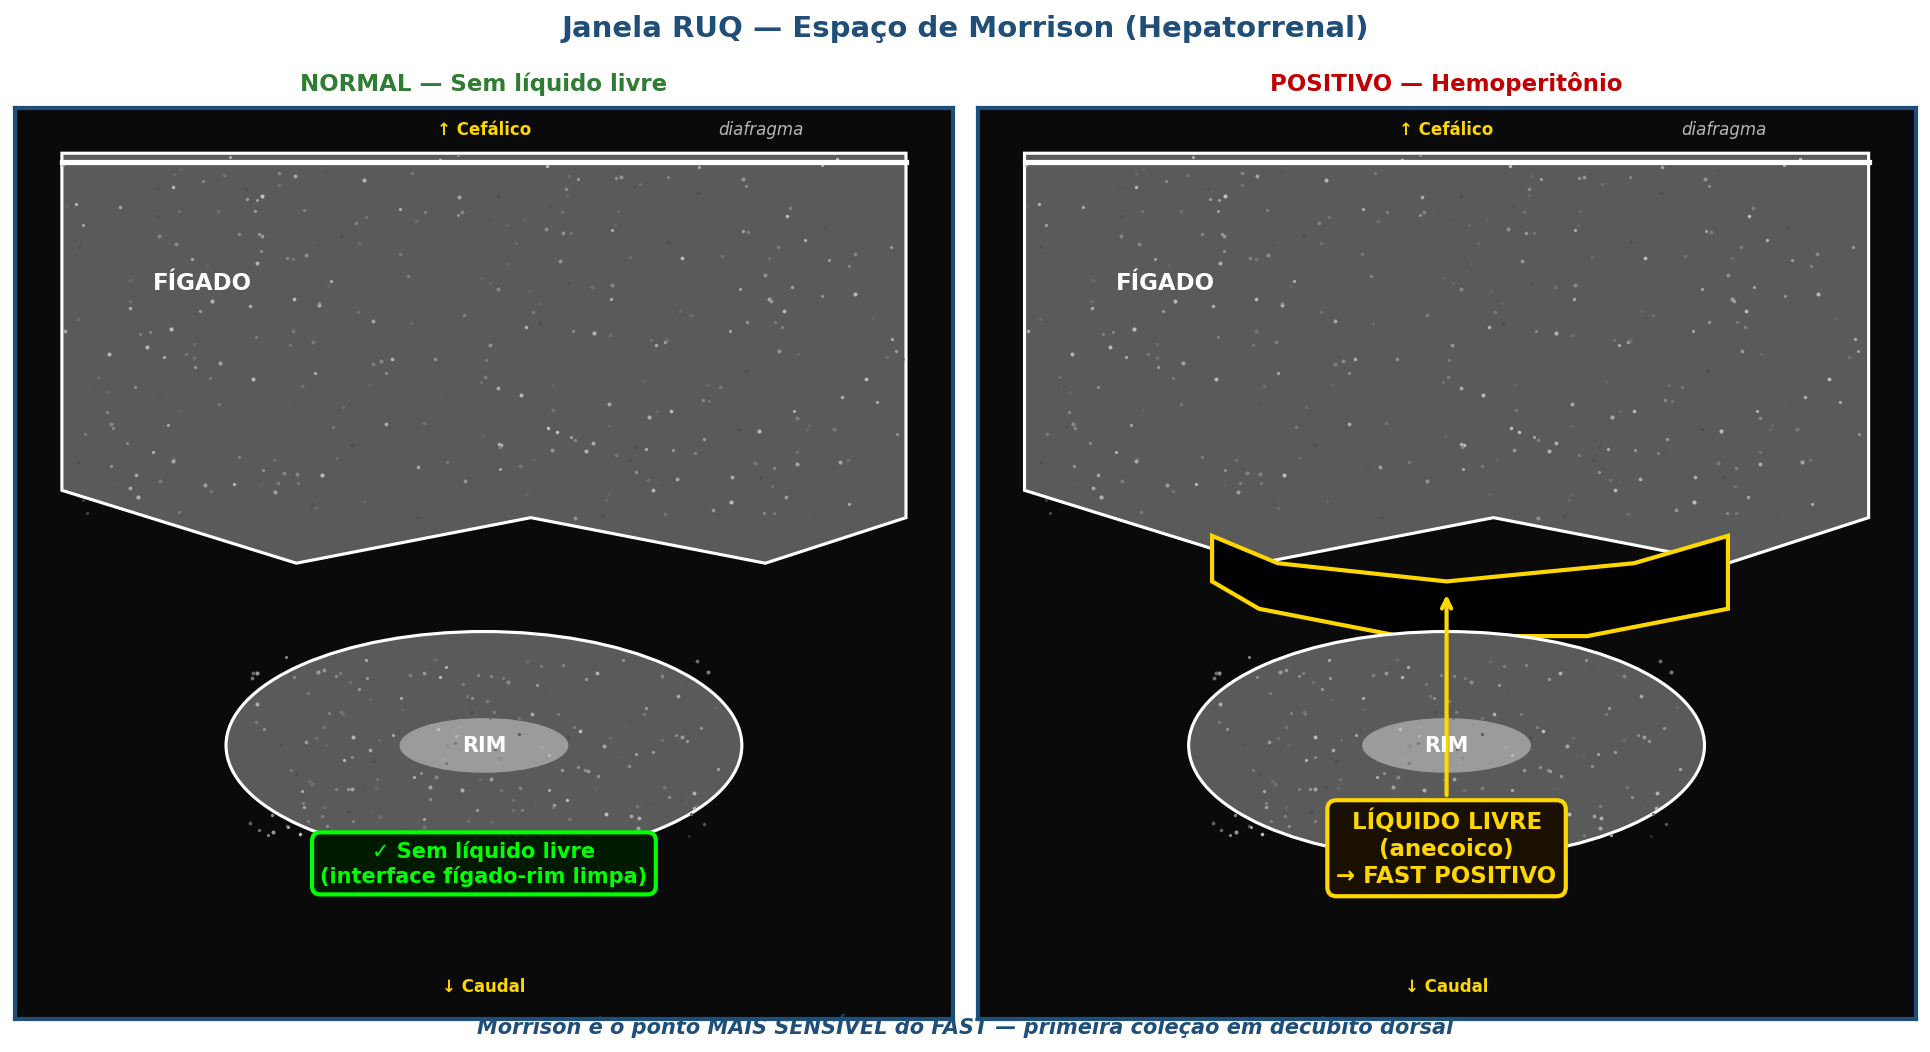 Janela RUQ — Espaço de Morrison (Hepatorrenal)
NORMAL — Sem líquido livre
↑ Cefálico
diafragma
FÍGADO
RIM
✓ Sem líquido livre
(interface fígado-rim limpa)
↓ Caudal
POSITIVO — Hemoperitônio
↑ Cefálico
diafragma
FÍGADO
RIM
LÍQUIDO LIVRE
(anecoico)
→ FAST POSITIVO
↓ Caudal
Morrison é o ponto MAIS SENSÍVEL do FAST — primeira coleção em decúbito dorsal